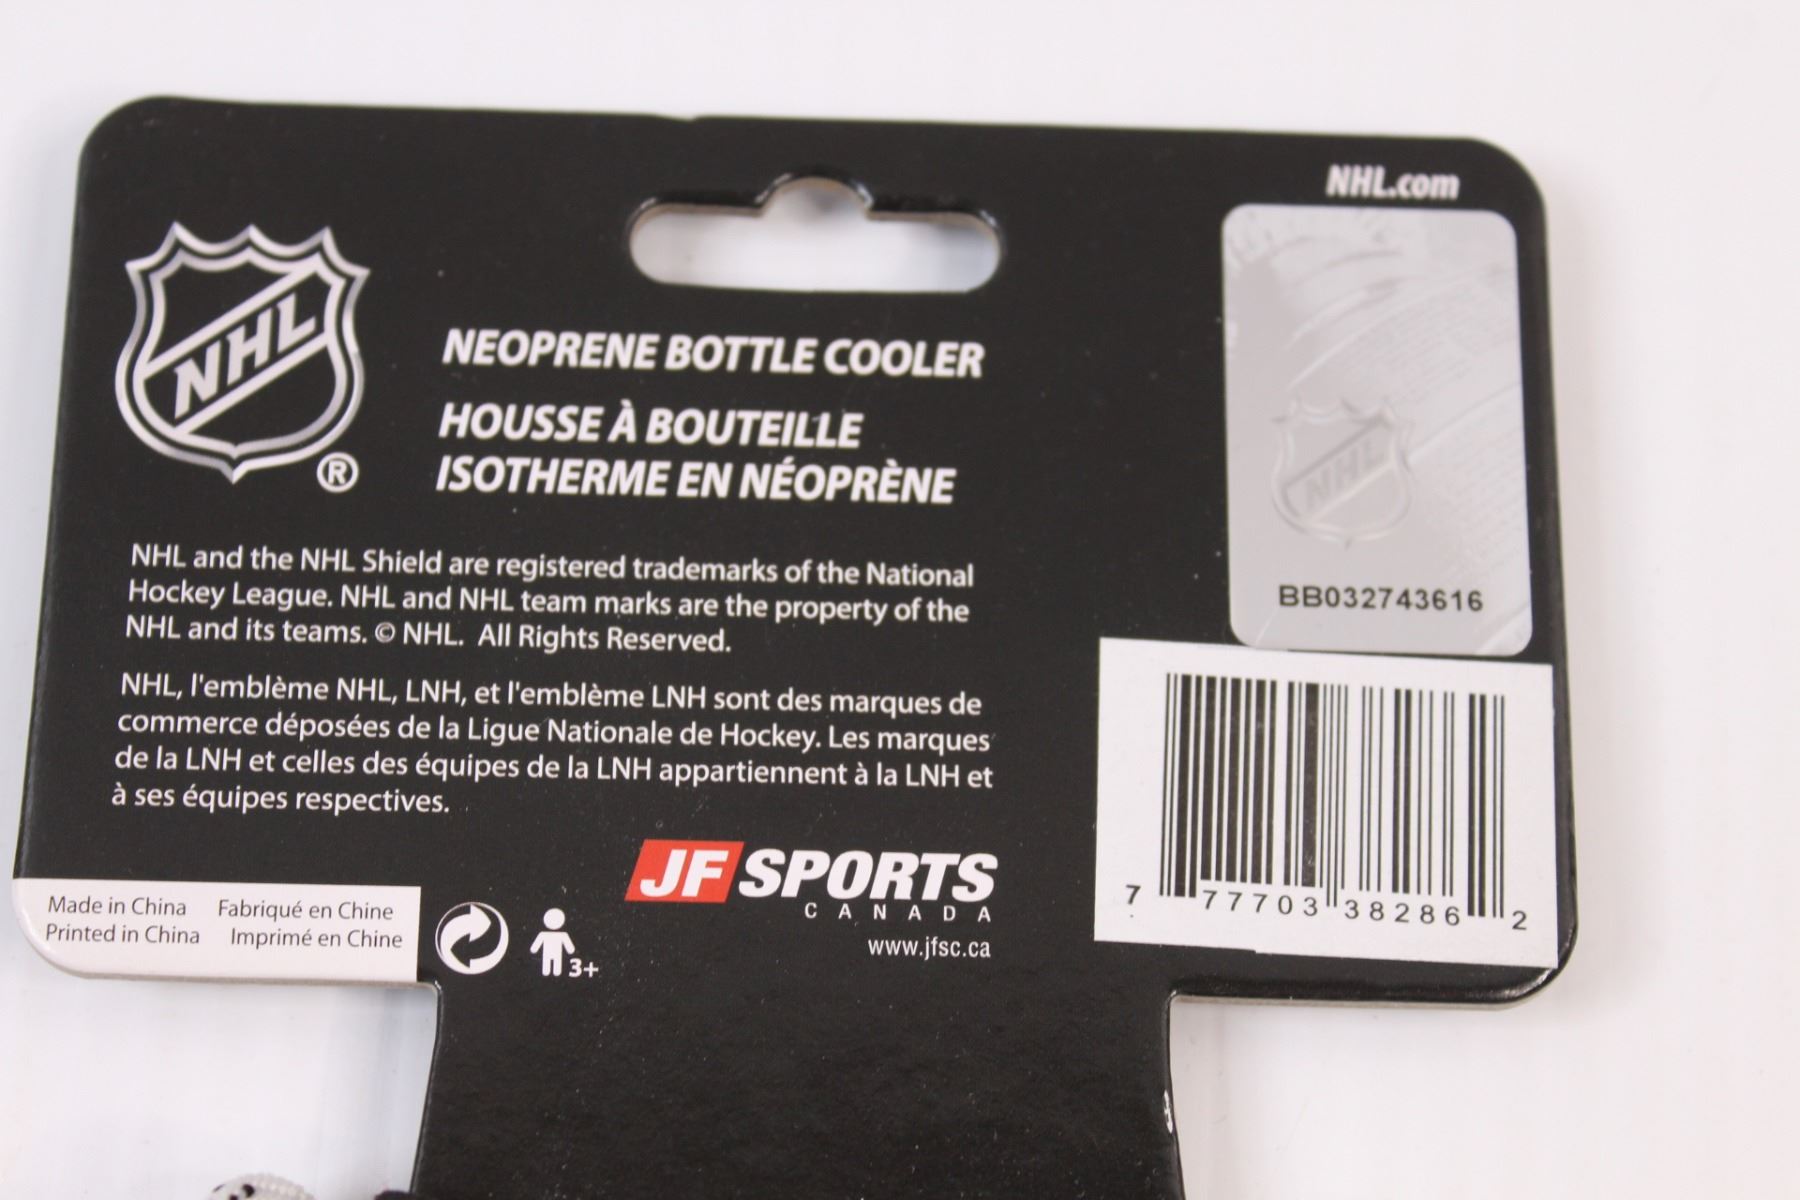 NHL.com
NHL
®
NEOPRENE BOTTLE COOLER
HOUSSE À BOUTEILLE
ISOTHERME EN NÉOPRÈNE
NHL
BB032743616
NHL and the NHL Shield are registered trademarks of the National
Hockey League. NHL and NHL team marks are the property of the
NHL and its teams. © NHL. All Rights Reserved.
NHL, l'emblème NHL, LNH, et l'emblème LNH sont des marques de
commerce déposées de la Ligue Nationale de Hockey. Les marques
de la LNH et celles des équipes de la LNH appartiennent à la LNH et
à ses équipes respectives.
JF SPORTS
CANADA
www.jfsc.ca
Made in China Fabriqué en Chine
Printed in China Imprimé en Chine
3+
7 77703 38286 2